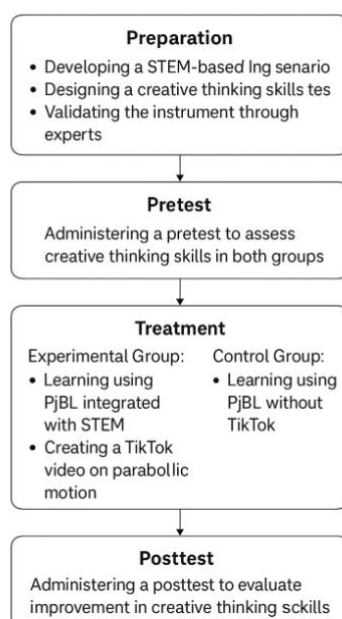 Preparation
• Developing a STEM-based Ing senario
• Designing a creative thinking skills tes
• Validating the instrument through
experts
Pretest
Administering a pretest to assess
creative thinking skills in both groups
Treatment
Experimental Group:
• Learning using
PjBL integrated
with STEM
• Creating a TikTok
video on parabollic
motion
Control Group:
• Learning using
PjBL without
TikTok
Posttest
Administering a posttest to evaluate
improvement in creative thinking sckills